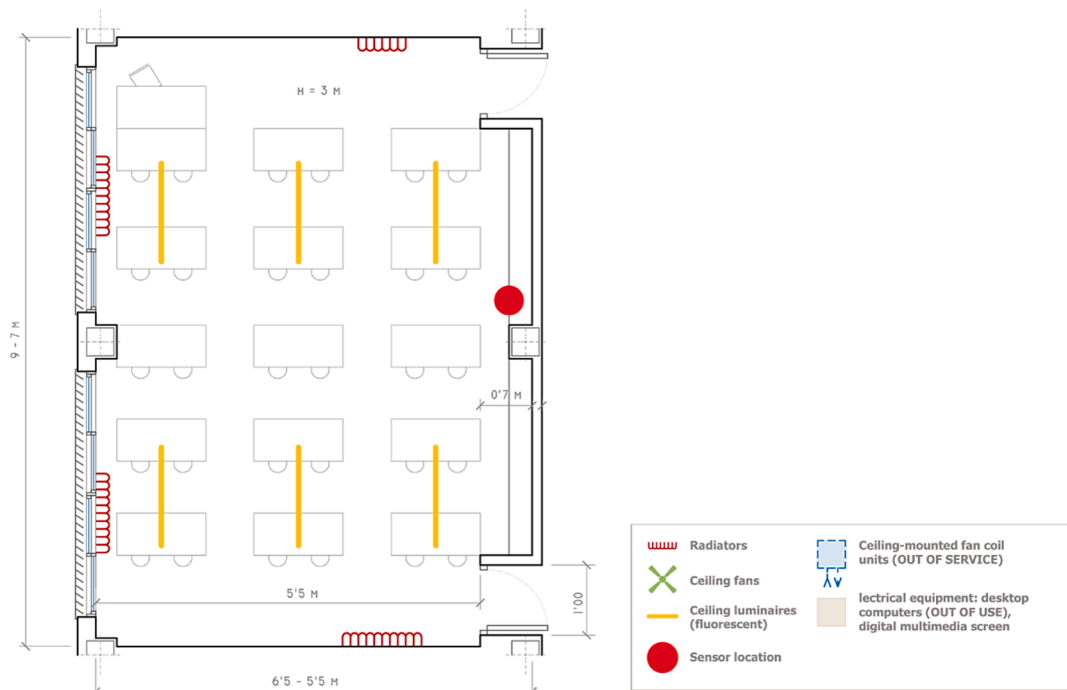 H = 3 M
9 - 7 M
0'7 M
5'5 M
1'00
6'5 - 5'5 M
Radiators
Ceiling fans
Ceiling luminaires
(fluorescent)
Sensor location
Ceiling-mounted fan coil
units (OUT OF SERVICE)
lectrical equipment: desktop
computers (OUT OF USE),
digital multimedia screen